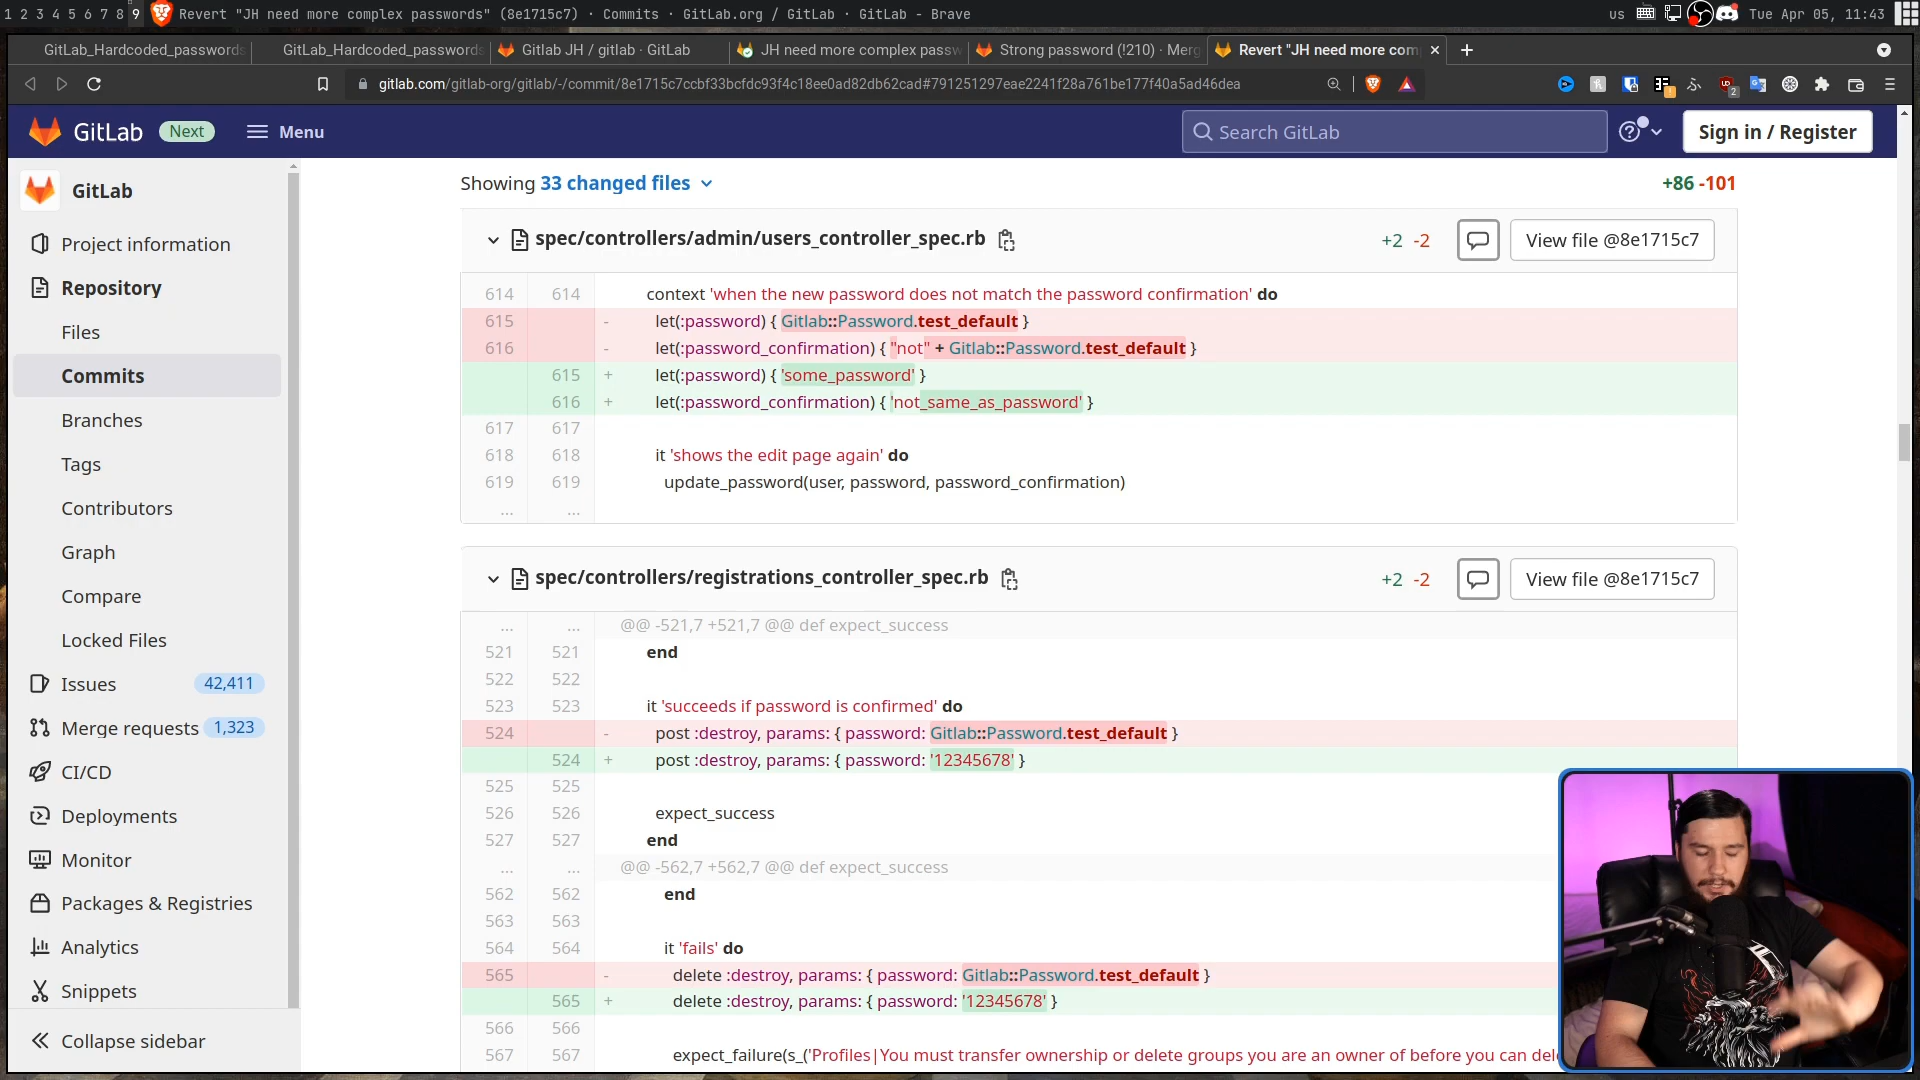 1 2 3 4 5 6 7 8 9 Revert "JH need more complex passwords" (8e1715c7) · Commits · GitLab.org / GitLab · GitLab - Brave us Tue Apr 05, 11:43
GitLab_Hardcoded_passwords GitLab_Hardcoded_passwords Gitlab JH / gitlab · GitLab JH need more complex passw Strong password (!210) · Merg Revert "JH need more com
gitlab.com/gitlab-org/gitlab/-/commit/8e1715c7ccbf33bcfdc93f4c18ee0ad82db62cad#791251297eae2241f28a761be177f40a5ad46dea
GitLab Next Menu Search GitLab Sign in / Register
GitLab
Project information
Repository
Files
Commits
Branches
Tags
Contributors
Graph
Compare
Locked Files
Issues 42,411
Merge requests 1,323
CI/CD
Deployments
Monitor
Packages & Registries
Analytics
Snippets
Collapse sidebar
Showing 33 changed files +86 -101
spec/controllers/admin/users_controller_spec.rb +2 -2 View file @8e1715c7
614 614 context 'when the new password does not match the password confirmation' do
615 - let(:password) { Gitlab::Password.test_default }
616 - let(:password_confirmation) { "not" + Gitlab::Password.test_default }
615 + let(:password) { 'some_password' }
616 + let(:password_confirmation) { 'not_same_as_password' }
617 617
618 618 it 'shows the edit page again' do
619 619 update_password(user, password, password_confirmation)
... ...
spec/controllers/registrations_controller_spec.rb +2 -2 View file @8e1715c7
... ... @@ -521,7 +521,7 @@ def expect_success
521 521 end
522 522
523 523 it 'succeeds if password is confirmed' do
524 - post :destroy, params: { password: Gitlab::Password.test_default }
524 + post :destroy, params: { password: '12345678' }
525 525
526 526 expect_success
527 527 end
... ... @@ -562,7 +562,7 @@ def expect_success
562 562 end
563 563
564 564 it 'fails' do
565 - delete :destroy, params: { password: Gitlab::Password.test_default }
565 + delete :destroy, params: { password: '12345678' }
566 566
567 567 expect_failure(s_('Profiles|You must transfer ownership or delete groups you are an owner of before you can del